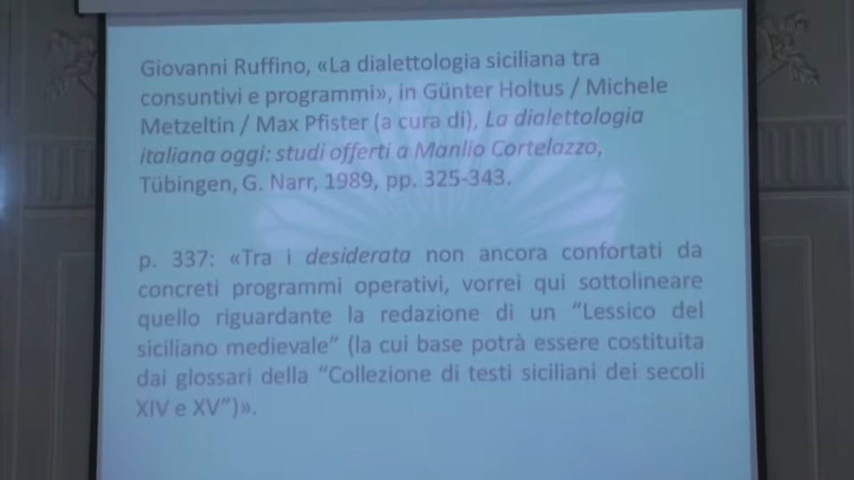 Giovanni Ruffino, «La dialettologia siciliana tra
consuntivi e programmi», in Günter Holtus / Michele
Metzeltin / Max Pfister (a cura di), La dialettologia
italiana oggi: studi offerti a Manlio Cortelazzo,
Tübingen, G. Narr, 1989, pp. 325-343.
p. 337: «Tra i desiderata non ancora confortati da
concreti programmi operativi, vorrei qui sottolineare
quello riguardante la redazione di un “Lessico del
siciliano medievale” (la cui base potrà essere costituita
dai glossari della “Collezione di testi siciliani dei secoli
XIV e XV”)».